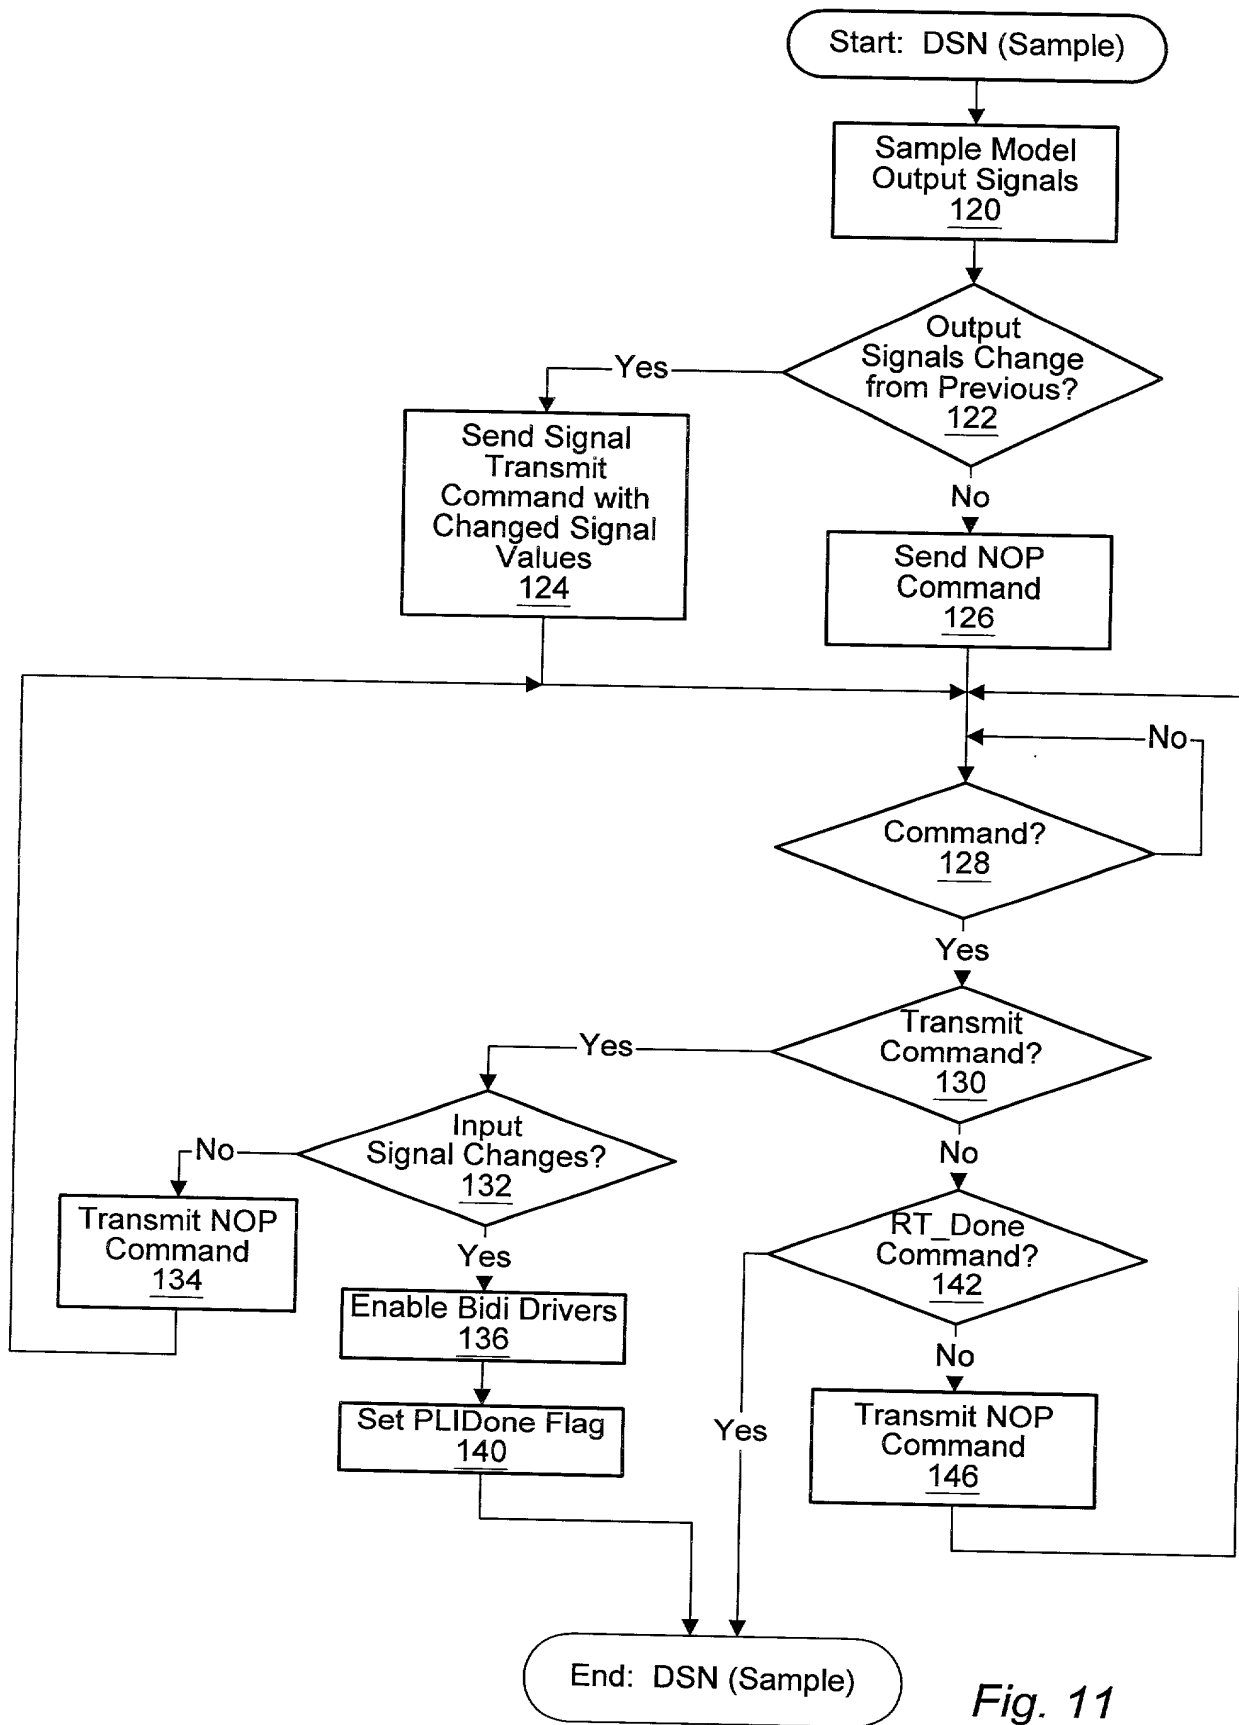 Start: DSN (Sample)
Sample Model
Output Signals
120
Output
Signals Change
from Previous?
122
Yes
Send Signal
Transmit
Command with
Changed Signal
Values
124
No
Send NOP
Command
126
No
Command?
128
Yes
Transmit
Command?
130
Yes
Input
Signal Changes?
132
No
Transmit NOP
Command
134
Yes
Enable Bidi Drivers
136
Set PLIDone Flag
140
No
RT_Done
Command?
142
Yes
No
Transmit NOP
Command
146
End: DSN (Sample)
Fig. 11